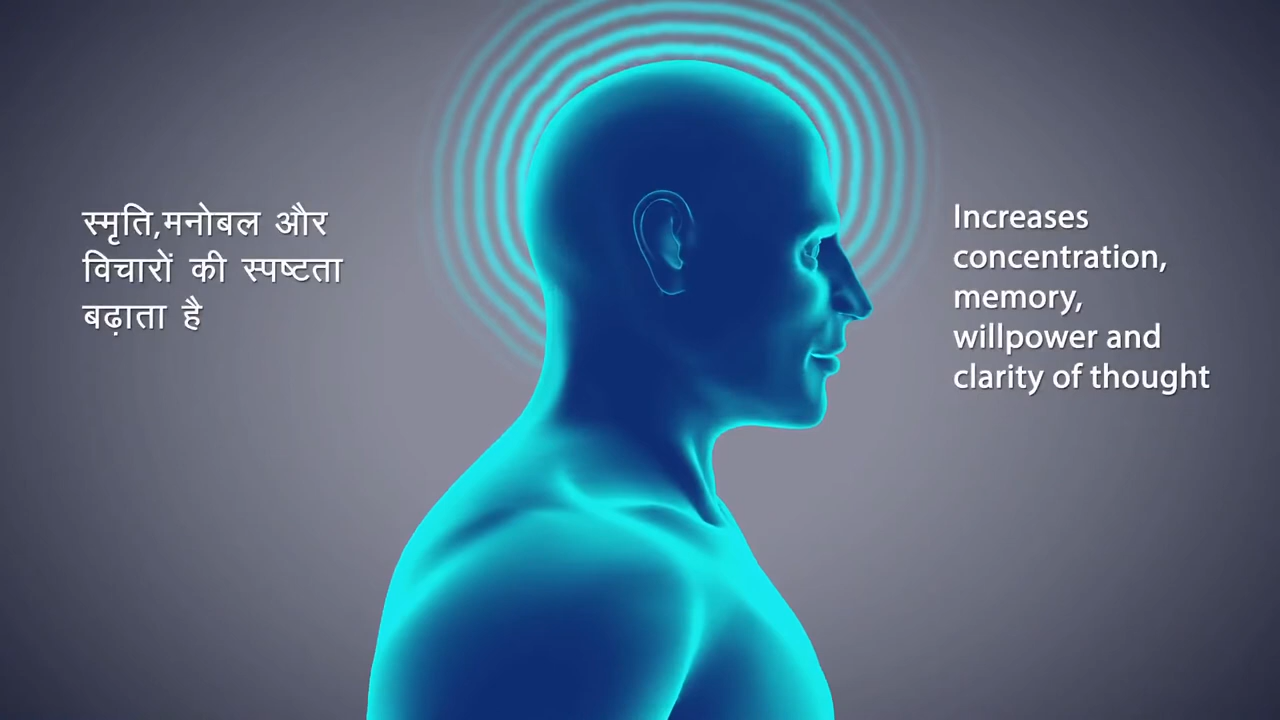 स्मृति,मनोबल और
विचारों की स्पष्टता
बढ़ाता है
Increases
concentration,
memory,
willpower and
clarity of thought